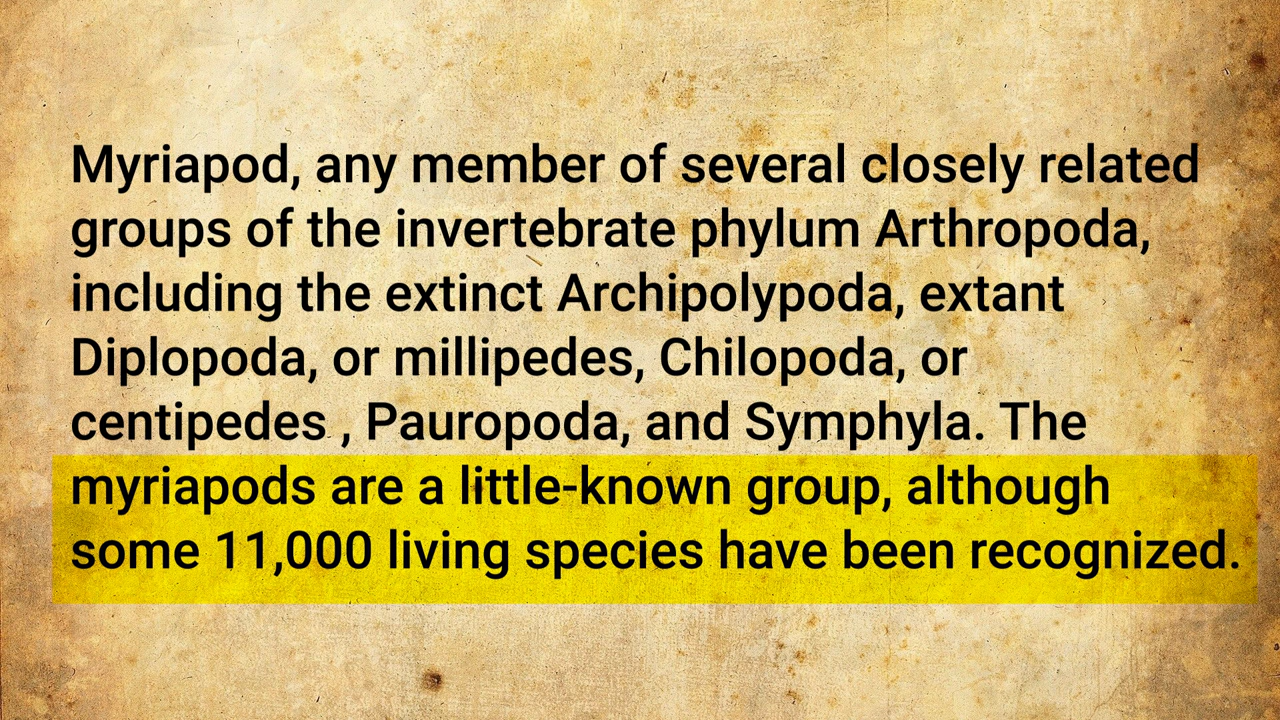 Myriapod, any member of several closely related
groups of the invertebrate phylum Arthropoda,
including the extinct Archipolypoda, extant
Diplopoda, or millipedes, Chilopoda, or
centipedes , Pauropoda, and Symphyla. The
myriapods are a little-known group, although
some 11,000 living species have been recognized.